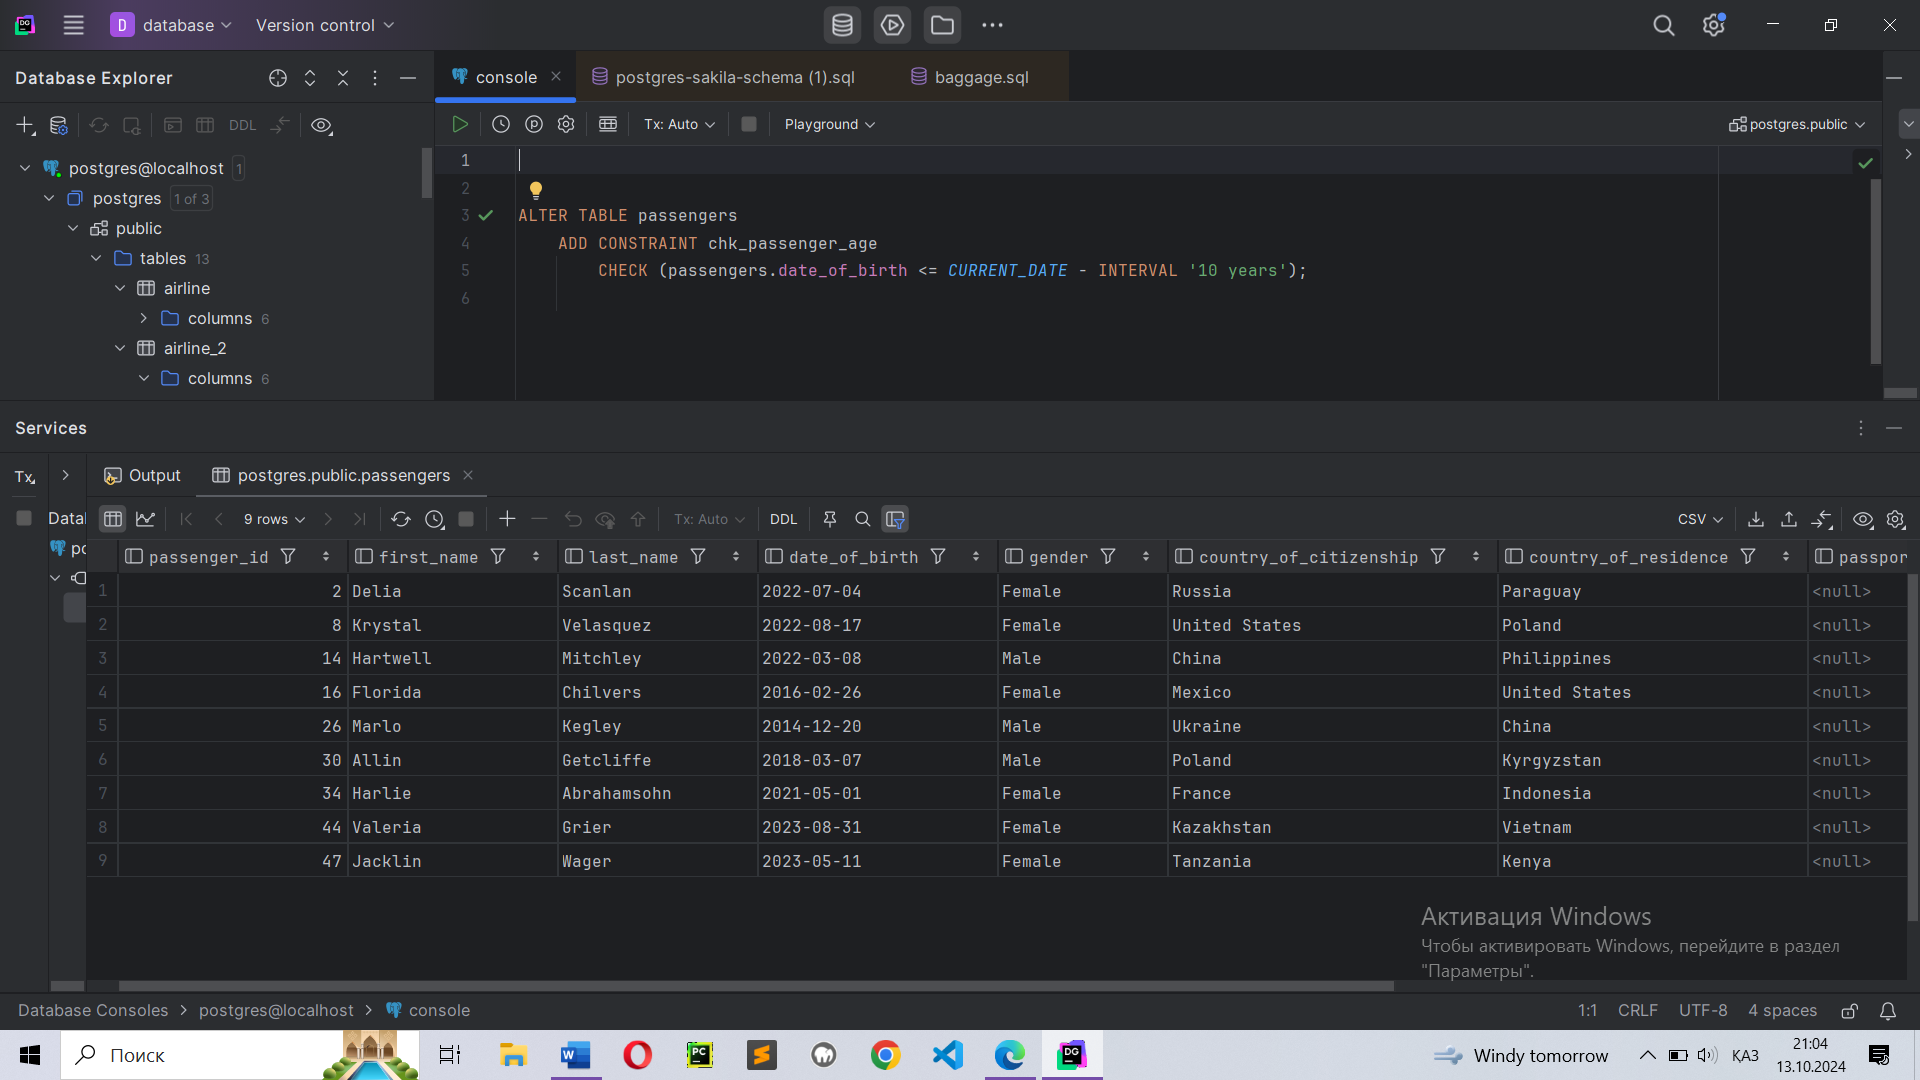 D database Version control
Database Explorer
console
postgres-sakila-schema (1).sql
baggage.sql
DDL
Tx: Auto
Playground
postgres.public
postgres@localhost 1
postgres 1 of 3
public
tables 13
airline
columns 6
airline_2
columns 6
1
2
3 ALTER TABLE passengers
4 ADD CONSTRAINT chk_passenger_age
5 CHECK (passengers.date_of_birth <= CURRENT_DATE - INTERVAL '10 years');
6
Services
Tx
Output
postgres.public.passengers
Datal
po
9 rows
Tx: Auto
DDL
CSV
passenger_id first_name last_name date_of_birth gender country_of_citizenship country_of_residence passpor
1 2 Delia Scanlan 2022-07-04 Female Russia Paraguay <null>
2 8 Krystal Velasquez 2022-08-17 Female United States Poland <null>
3 14 Hartwell Mitchley 2022-03-08 Male China Philippines <null>
4 16 Florida Chilvers 2016-02-26 Female Mexico United States <null>
5 26 Marlo Kegley 2014-12-20 Male Ukraine China <null>
6 30 Allin Getcliffe 2018-03-07 Male Poland Kyrgyzstan <null>
7 34 Harlie Abrahamsohn 2021-05-01 Female France Indonesia <null>
8 44 Valeria Grier 2023-08-31 Female Kazakhstan Vietnam <null>
9 47 Jacklin Wager 2023-05-11 Female Tanzania Kenya <null>
Активация Windows
Чтобы активировать Windows, перейдите в раздел
"Параметры".
Database Consoles > postgres@localhost > console
1:1 CRLF UTF-8 4 spaces
Поиск
Windy tomorrow
ҚАЗ
21:04
13.10.2024